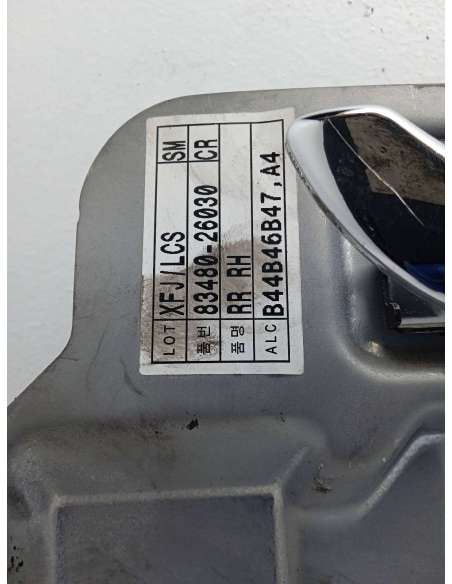 LOT XFJ/LCS SM
품번 83480-26030 CR
품명 RR RH
ALC B44B46B47,A4